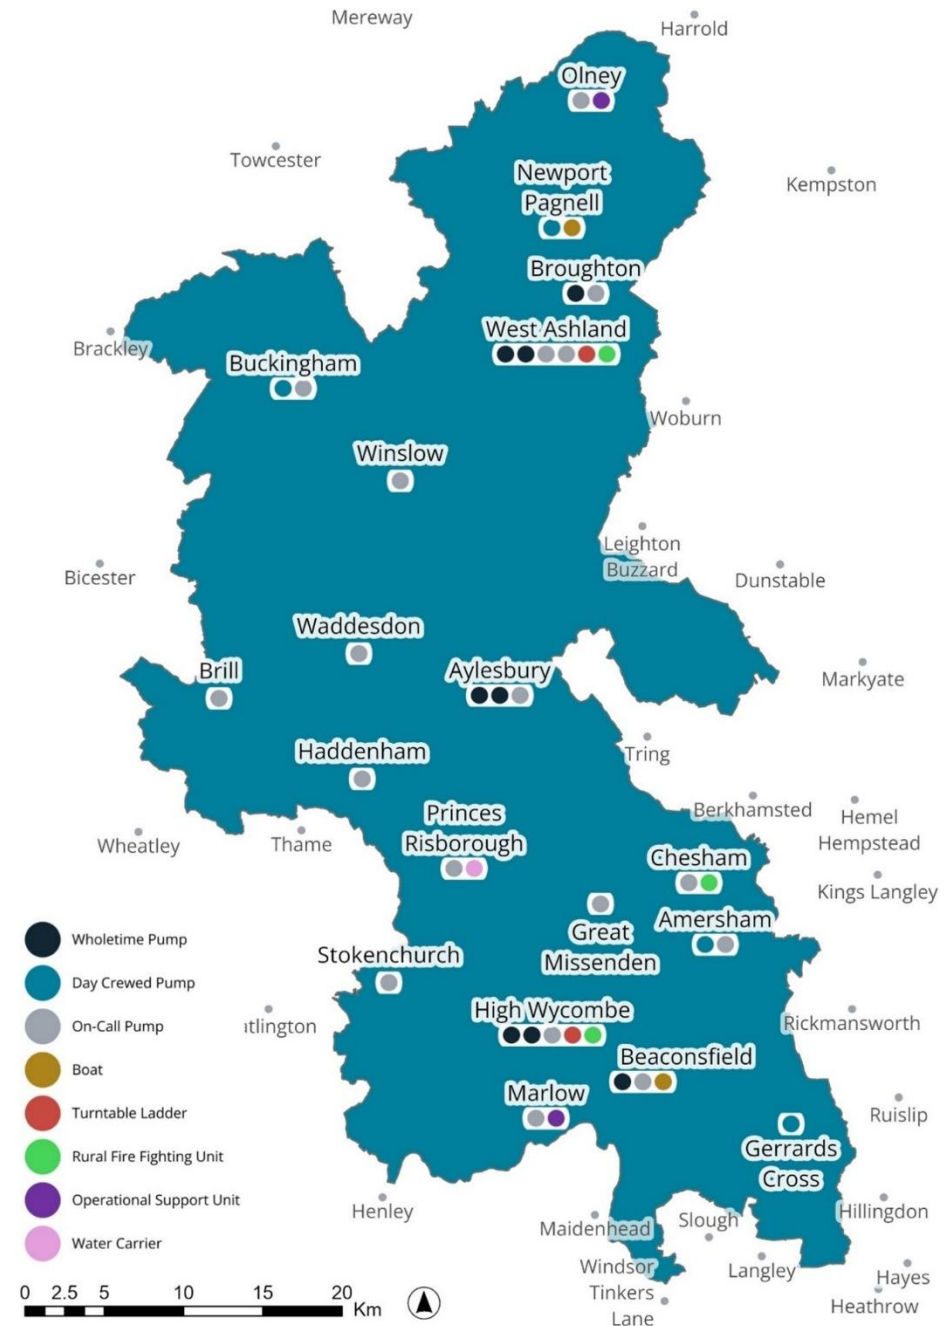 Mereway
Harrold
Olney
Towcester
Newport
Pagnell
Kempston
Broughton
West Ashland
Brackley
Buckingham
Woburn
Winslow
Leighton
Buzzard
Bicester
Dunstable
Waddesdon
Brill
Aylesbury
Markyate
Haddenham
Tring
Princes
Risborough
Berkhamsted
Hemel
Hempstead
Wheatley
Thame
Chesham
Kings Langley
Amersham
Great
Missenden
Stokenchurch
Wholetime Pump
Day Crewed Pump
On-Call Pump
Boat
Turntable Ladder
Rural Fire Fighting Unit
Operational Support Unit
Water Carrier
High Wycombe
Rickmansworth
Beaconsfield
Marlow
Ruislip
Gerrards
Cross
Henley
Maidenhead
Slough
Hillingdon
Windsor
Langley
Hayes
Tinkers
Lane
Heathrow
0 2.5 5 10 15 20
Km